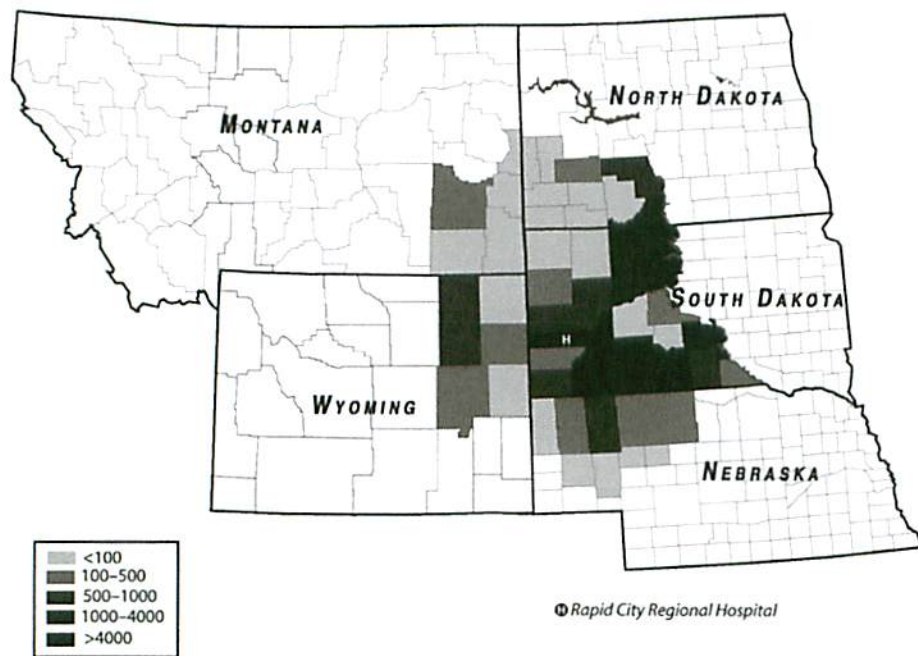 NORTH DAKOTA
MONTANA
SOUTH DAKOTA
H
WYOMING
NEBRASKA
<100
100–500
500–1000
1000–4000
>4000
H Rapid City Regional Hospital